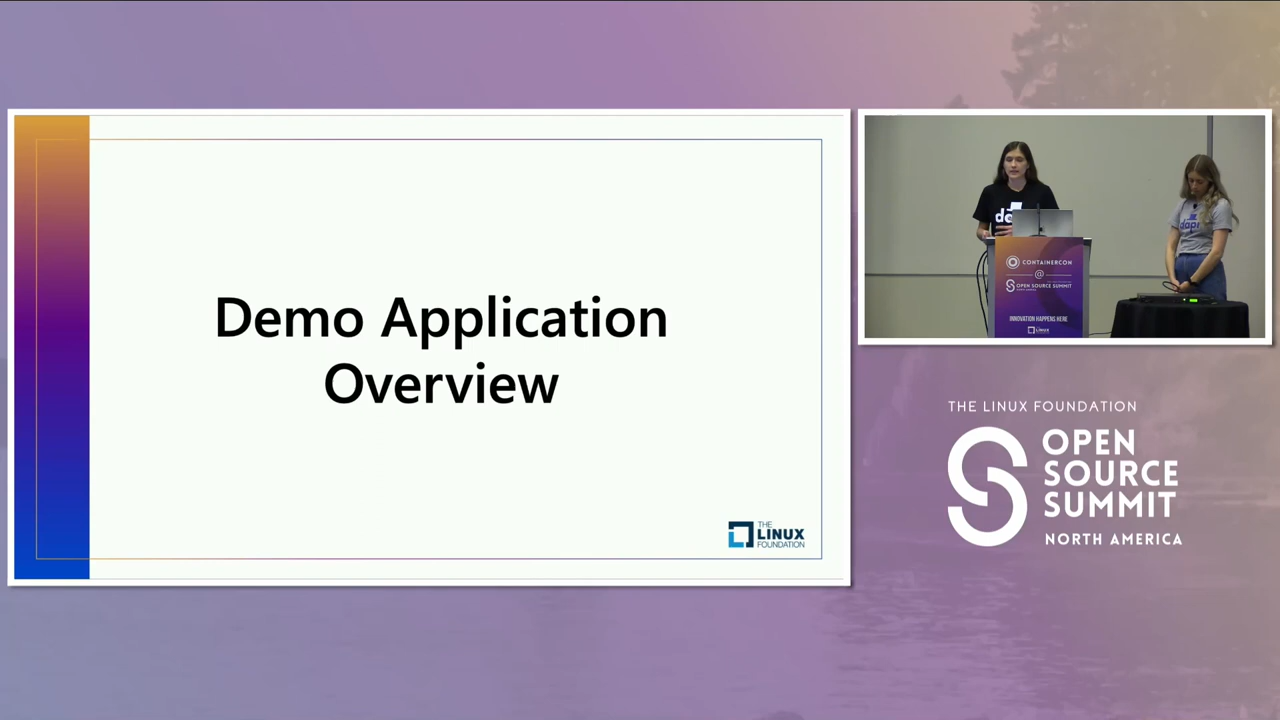 Demo Application
Overview
THE
LINUX
FOUNDATION
dapr
CONTAINERCON
@
OPEN SOURCE SUMMIT
INNOVATION HAPPENS HERE
LINUX
THE LINUX FOUNDATION
OPEN
SOURCE
SUMMIT
NORTH AMERICA